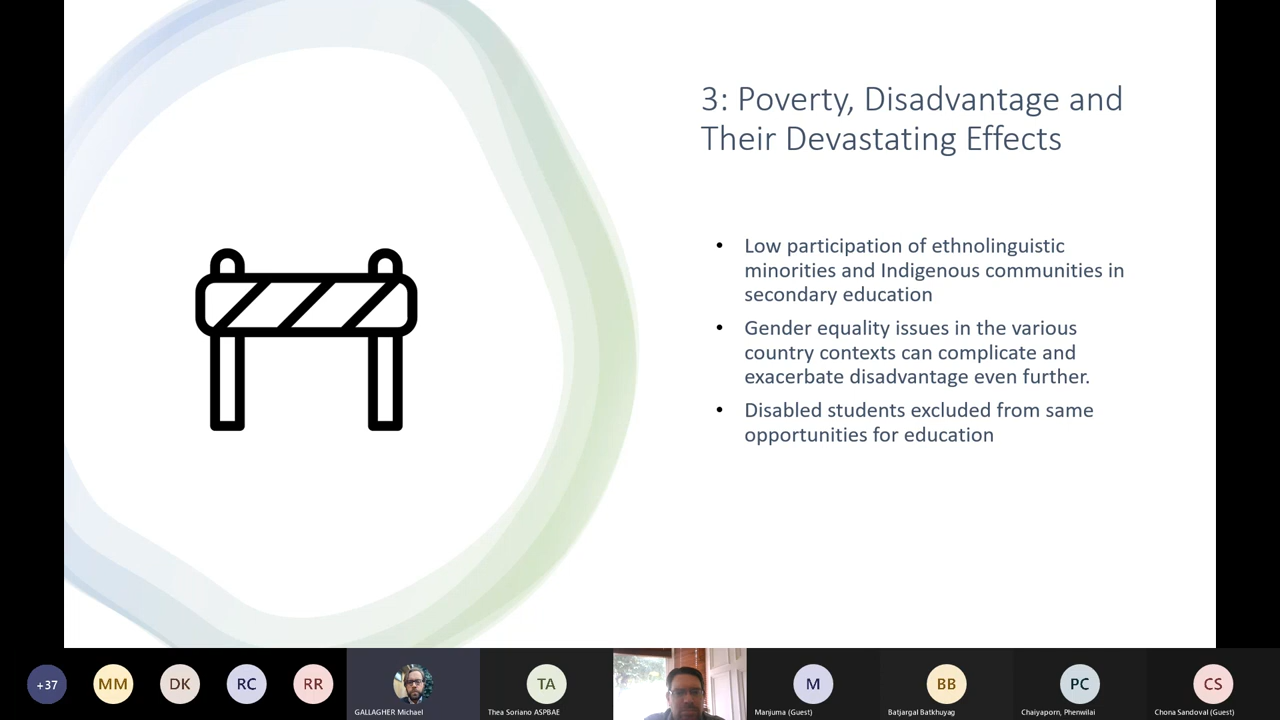 3: Poverty, Disadvantage and
Their Devastating Effects
• Low participation of ethnolinguistic
minorities and Indigenous communities in
secondary education
• Gender equality issues in the various
country contexts can complicate and
exacerbate disadvantage even further.
• Disabled students excluded from same
opportunities for education
+37
MM
DK
RC
RR
GALLAGHER Michael
TA
Thea Soriano ASPBAE
M
Manjuma (Guest)
BB
Batjargal Batkhuyag
PC
Chaiyaporn, Phenwilai
CS
Chona Sandoval (Guest)